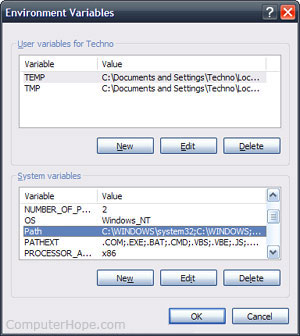 Environment Variables
User variables for Techno
Variable Value
TEMP C:\Documents and Settings\Techno\Loc...
TMP C:\Documents and Settings\Techno\Loc...
New Edit Delete
System variables
Variable Value
NUMBER_OF_P... 2
OS Windows_NT
Path C:\WINDOWS\system32;C:\WINDOWS;...
PATHEXT .COM;.EXE;.BAT;.CMD;.VBS;.VBE;.JS;....
PROCESSOR_A... x86
New Edit Delete
OK Cancel
ComputerHope.com